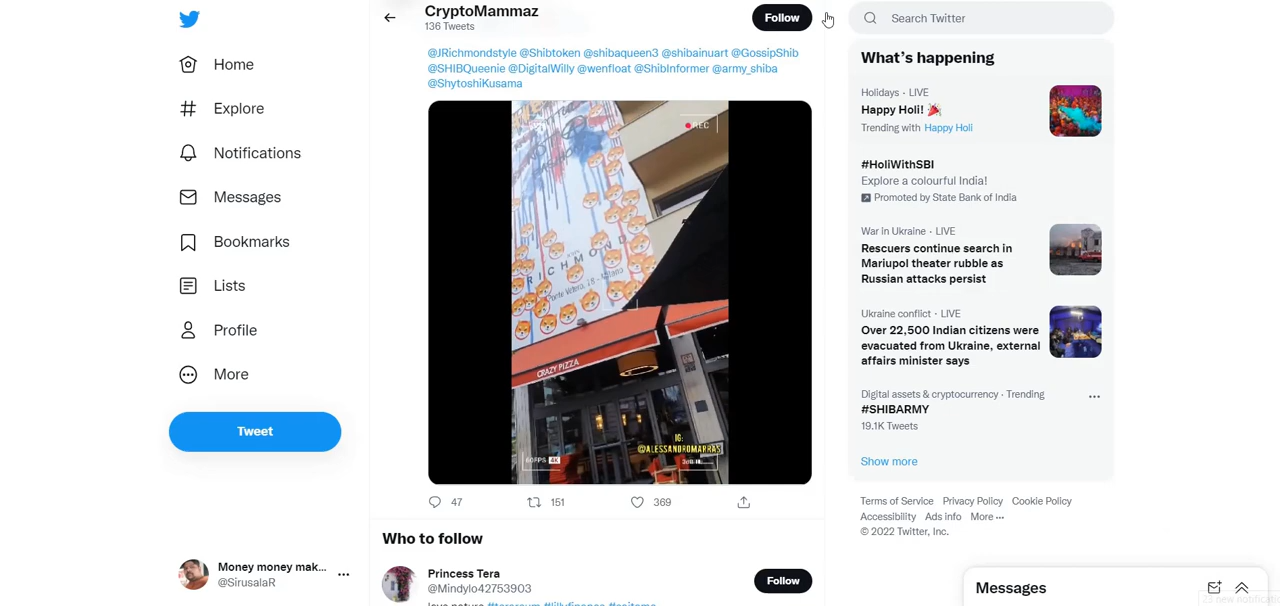 CryptoMammaz
136 Tweets
Follow
Search Twitter
@JRichmondstyle @Shibtoken @shibaqueen3 @shibainuart @GossipShib
@SHIBQueenie @DigitalWilly @wenfloat @ShibInformer @army_shiba
@ShytoshiKusama
Home
Explore
Notifications
Messages
Bookmarks
Lists
Profile
More
Tweet
Money money mak...
@SirusalaR
REC
RICHMOND
Milano
CRAZY PIZZA
IG:
@ALESSANDROMARRAS
60FPS 4K
47
151
369
Who to follow
Princess Tera
@Mindylo42753903
Follow
What's happening
Holidays · LIVE
Happy Holi!
Trending with Happy Holi
#HoliWithSBI
Explore a colourful India!
Promoted by State Bank of India
War in Ukraine · LIVE
Rescuers continue search in
Mariupol theater rubble as
Russian attacks persist
Ukraine conflict · LIVE
Over 22,500 Indian citizens were
evacuated from Ukraine, external
affairs minister says
Digital assets & cryptocurrency · Trending
#SHIBARMY
19.1K Tweets
Show more
Terms of Service Privacy Policy Cookie Policy
Accessibility Ads info More ···
© 2022 Twitter, Inc.
Messages